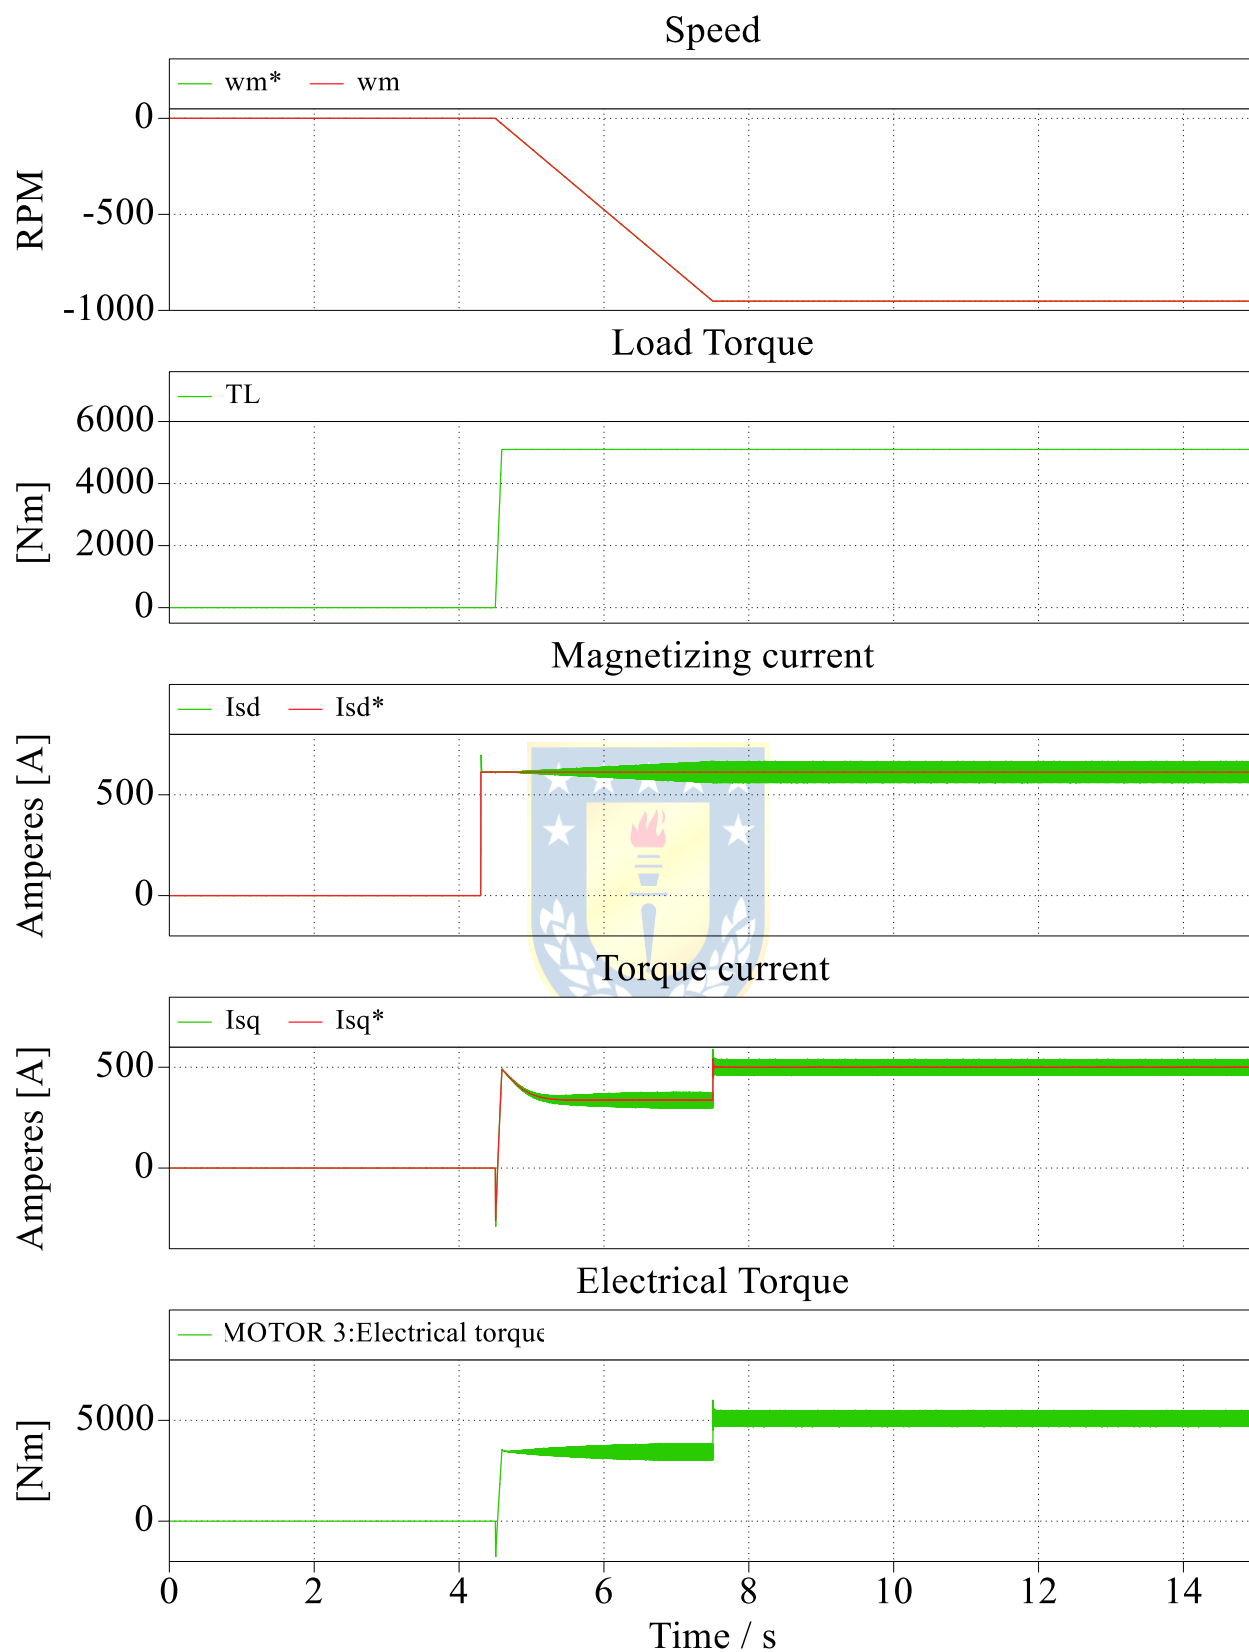 Speed
wm* wm
0
-500
-1000
RPM
Load Torque
TL
6000
4000
2000
0
[Nm]
Magnetizing current
Isd Isd*
500
0
Amperes [A]
Torque current
Isq Isq*
500
0
Amperes [A]
Electrical Torque
MOTOR 3:Electrical torque
5000
0
[Nm]
0 2 4 6 8 10 12 14
Time / s